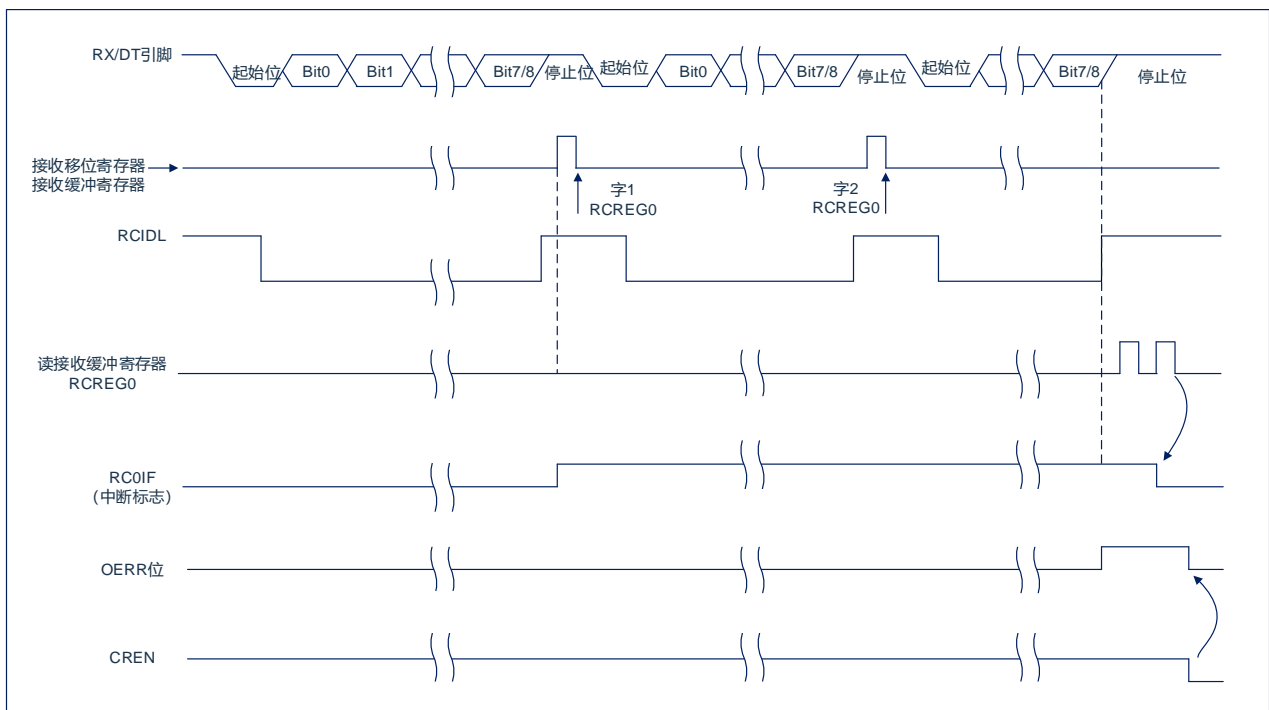 RX/DT引脚
起始位 Bit0 Bit1 Bit7/8 停止位 起始位 Bit0 Bit7/8 停止位 起始位 Bit7/8 停止位
接收移位寄存器
接收缓冲寄存器
字1
RCREG0
字2
RCREG0
RCIDL
读接收缓冲寄存器
RCREG0
RC0IF
(中断标志)
OERR位
CREN